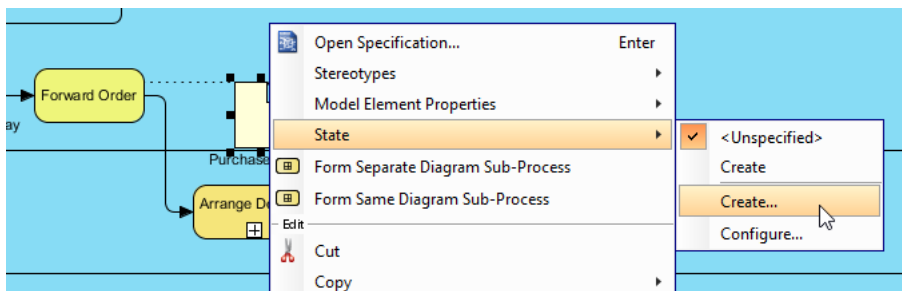 Open Specification... Enter
Stereotypes
Model Element Properties
State
Form Separate Diagram Sub-Process
Form Same Diagram Sub-Process
Edit
Cut
Copy
<Unspecified>
Create
Create...
Configure...
Forward Order
ay
Purchase
Arrange De